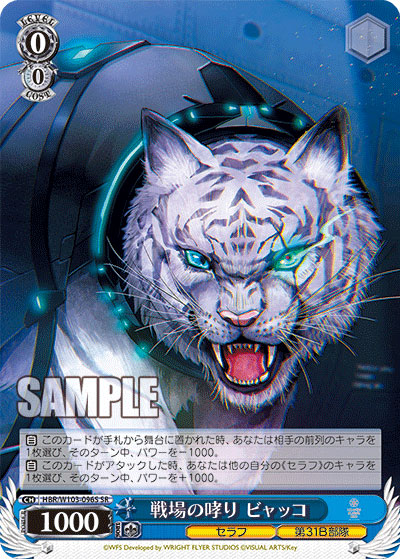 LEVEL
0
0
COST
SAMPLE
自 このカードが手札から舞台に置かれた時、あなたは相手の前列のキャラを
1枚選び、そのターン中、パワーを－1000。
自 このカードがアタックした時、あなたは他の自分の《セラフ》のキャラを
1枚選び、そのターン中、パワーを＋1000。
CH HBR/W103-096S SR
1000
戦場の哮り ビャッコ
セラフ 第31B部隊
©WFS Developed by WRIGHT FLYER STUDIOS ©VISUAL ARTS/Key